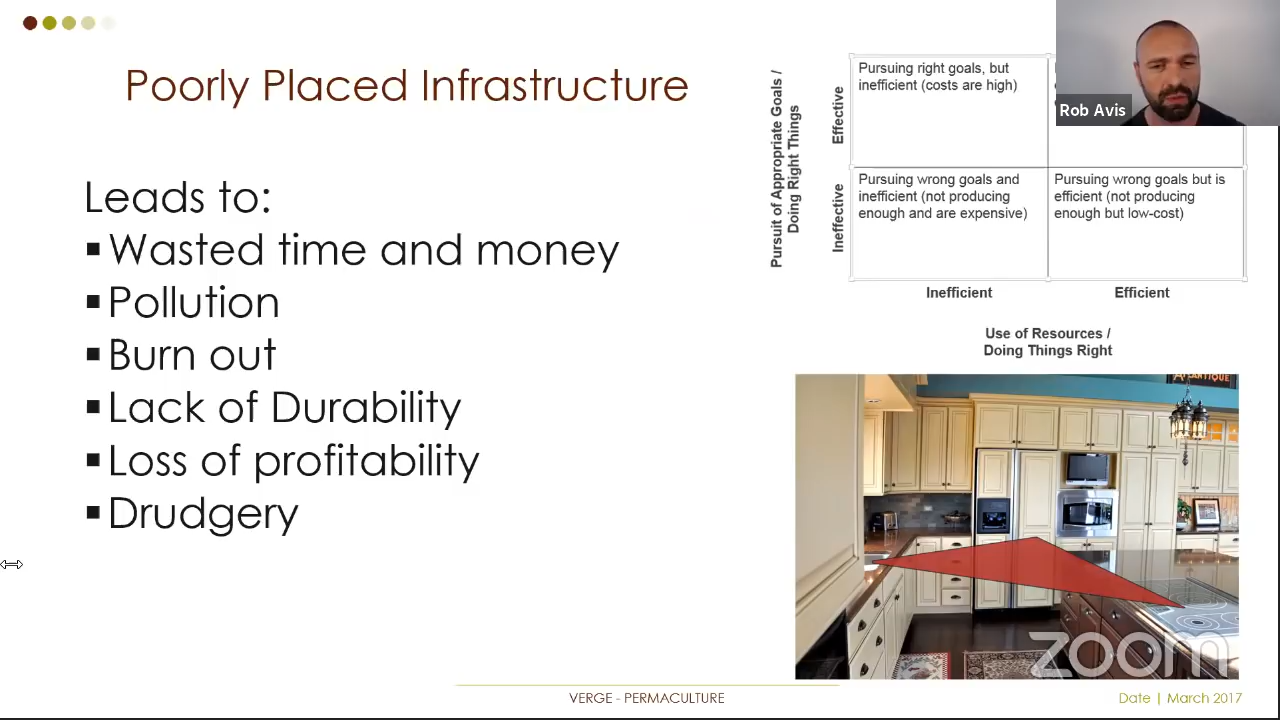 Poorly Placed Infrastructure
Leads to:
▪Wasted time and money
▪Pollution
▪Burn out
▪Lack of Durability
▪Loss of profitability
▪Drudgery
Pursuit of Appropriate Goals /
Doing Right Things
Effective
Ineffective
Pursuing right goals, but
inefficient (costs are high)
Pursuing wrong goals and
inefficient (not producing
enough and are expensive)
Pursuing wrong goals but is
efficient (not producing
enough but low-cost)
Inefficient
Efficient
Use of Resources /
Doing Things Right
Rob Avis
zoom
VERGE - PERMACULTURE
Date | March 2017